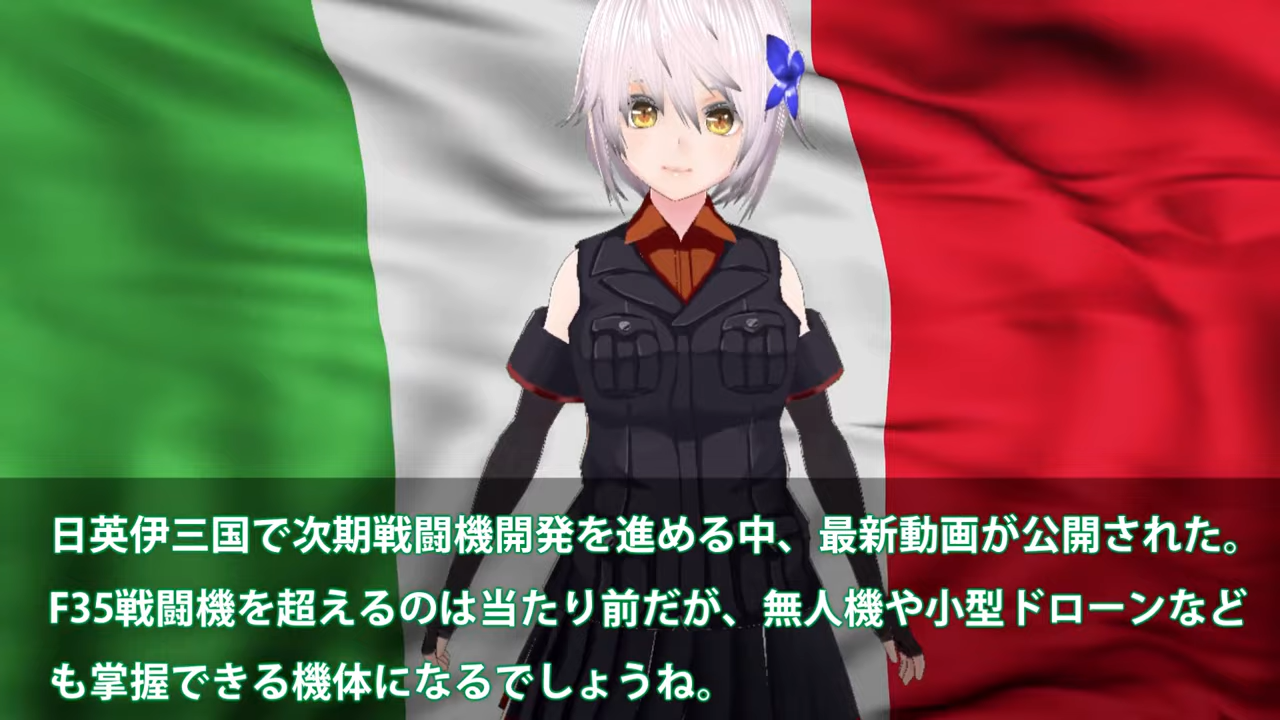 日英伊三国で次期戦闘機開発を進める中、最新動画が公開された。
F35戦闘機を超えるのは当たり前だが、無人機や小型ドローンなど
も掌握できる機体になるでしょうね。